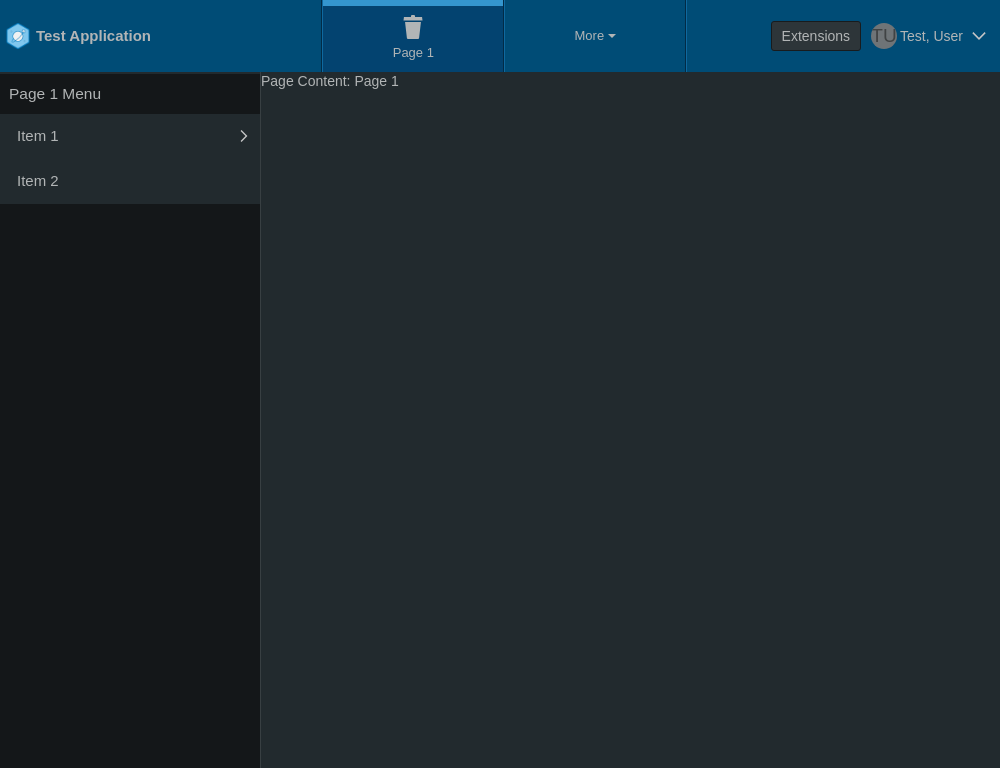 Test Application
Page 1
More
Extensions
TU
Test, User
Page 1 Menu
Item 1
Item 2
Page Content: Page 1